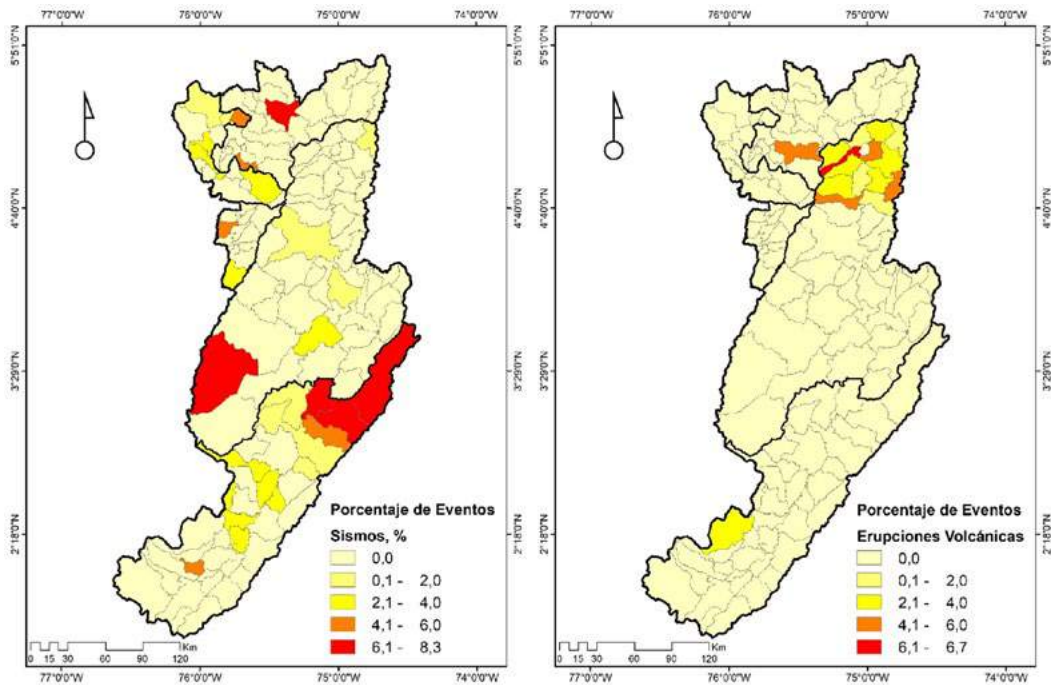 77°0'0"W 76°0'0"W 75°0'0"W 74°0'0"W
5°51'0"N
4°40'0"N
3°29'0"N
2°18'0"N
Porcentaje de Eventos
Sismos, %
0,0
0,1 - 2,0
2,1 - 4,0
4,1 - 6,0
6,1 - 8,3
Km
0 15 30 60 90 120
77°0'0"W 76°0'0"W 75°0'0"W 74°0'0"W
77°0'0"W 76°0'0"W 75°0'0"W 74°0'0"W
5°51'0"N
4°40'0"N
3°29'0"N
2°18'0"N
Porcentaje de Eventos
Erupciones Volcánicas
0,0
0,1 - 2,0
2,1 - 4,0
4,1 - 6,0
6,1 - 6,7
Km
0 15 30 60 90 120
77°0'0"W 76°0'0"W 75°0'0"W 74°0'0"W